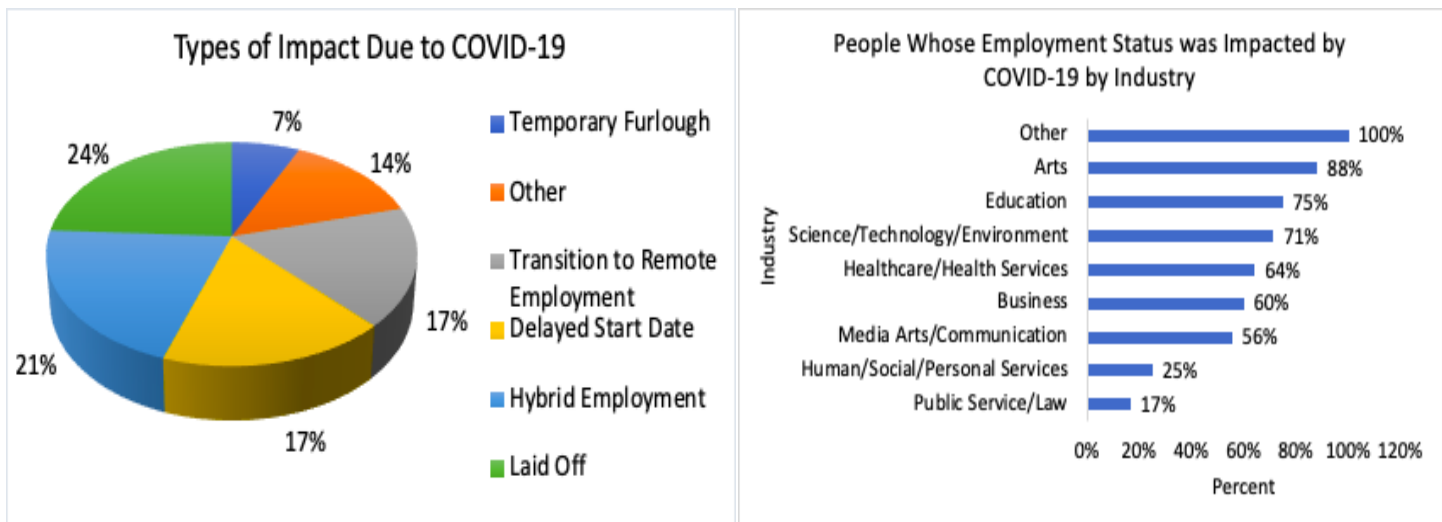 Types of Impact Due to COVID-19
7%
14%
17%
17%
21%
24%
Temporary Furlough
Other
Transition to Remote
Employment
Delayed Start Date
Hybrid Employment
Laid Off
People Whose Employment Status was Impacted by
COVID-19 by Industry
Industry
Other 100%
Arts 88%
Education 75%
Science/Technology/Environment 71%
Healthcare/Health Services 64%
Business 60%
Media Arts/Communication 56%
Human/Social/Personal Services 25%
Public Service/Law 17%
0% 20% 40% 60% 80% 100% 120%
Percent